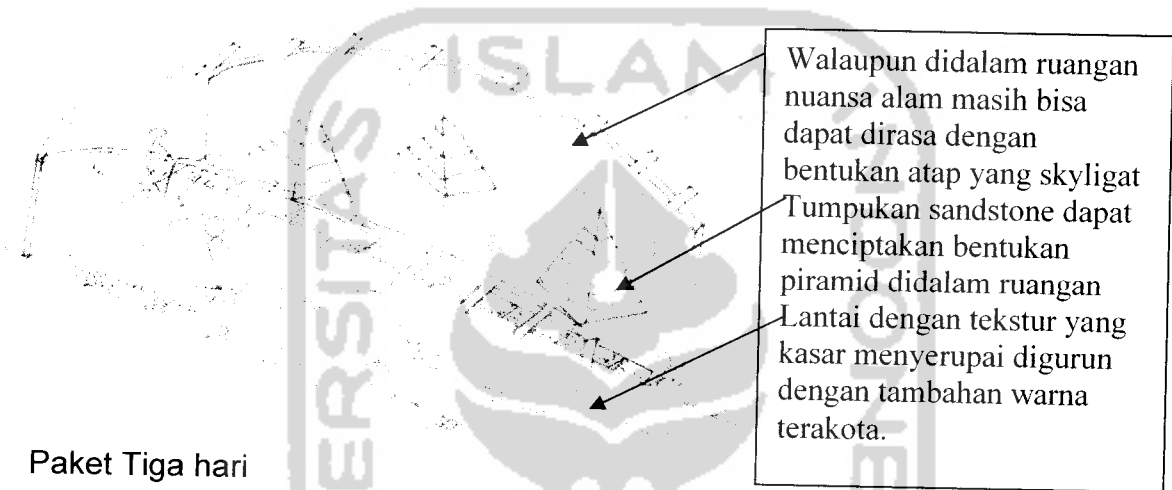 ISLAM
Walaupun didalam ruangan
nuansa alam masih bisa
dapat dirasa dengan
bentukan atap yang skyligat
Tumpukan sandstone dapat
menciptakan bentukan
piramid didalam ruangan
Lantai dengan tekstur yang
kasar menyerupai digurun
dengan tambahan warna
terakota.
Paket Tiga hari